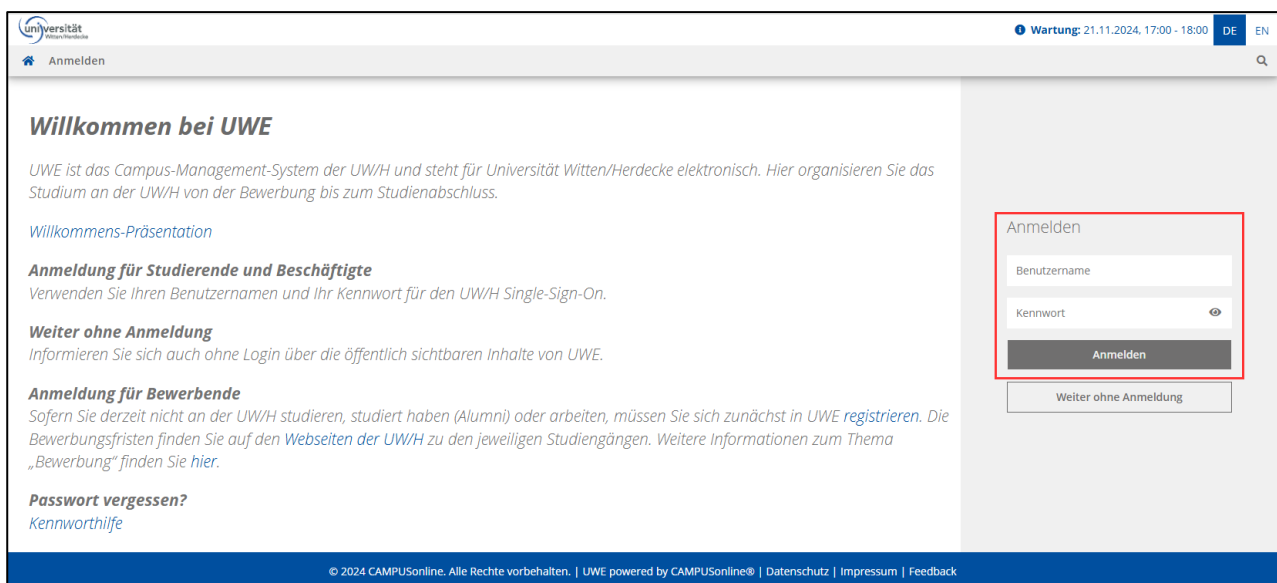 universität
Witten/Herdecke
Wartung: 21.11.2024, 17:00 - 18:00 DE EN
Anmelden
Willkommen bei UWE
UWE ist das Campus-Management-System der UW/H und steht für Universität Witten/Herdecke elektronisch. Hier organisieren Sie das
Studium an der UW/H von der Bewerbung bis zum Studienabschluss.
Willkommens-Präsentation
Anmeldung für Studierende und Beschäftigte
Verwenden Sie Ihren Benutzernamen und Ihr Kennwort für den UW/H Single-Sign-On.
Weiter ohne Anmeldung
Informieren Sie sich auch ohne Login über die öffentlich sichtbaren Inhalte von UWE.
Anmeldung für Bewerbende
Sofern Sie derzeit nicht an der UW/H studieren, studiert haben (Alumni) oder arbeiten, müssen Sie sich zunächst in UWE registrieren. Die
Bewerbungsfristen finden Sie auf den Webseiten der UW/H zu den jeweiligen Studiengängen. Weitere Informationen zum Thema
„Bewerbung“ finden Sie hier.
Passwort vergessen?
Kennworthilfe
Anmelden
Benutzername
Kennwort
Anmelden
Weiter ohne Anmeldung
© 2024 CAMPUSonline. Alle Rechte vorbehalten. | UWE powered by CAMPUSonline® | Datenschutz | Impressum | Feedback